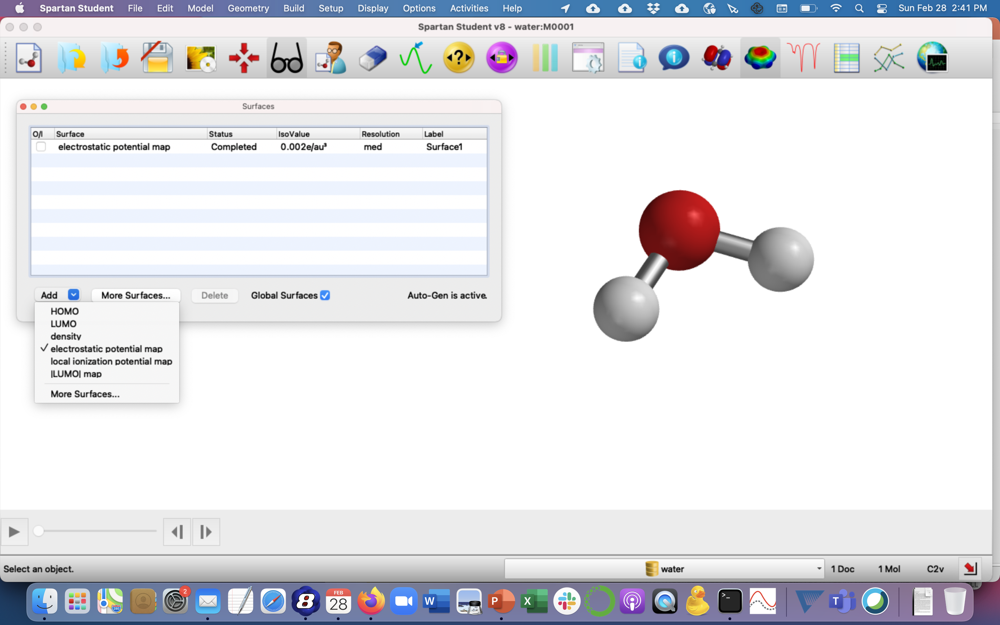 Spartan Student File Edit Model Geometry Build Setup Display Options Activities Help Sun Feb 28 2:41 PM
Spartan Student v8 - water:M0001
Surfaces
O/I Surface Status IsoValue Resolution Label
electrostatic potential map Completed 0.002e/au³ med Surface1
Add More Surfaces... Delete Global Surfaces Auto-Gen is active.
HOMO
LUMO
density
electrostatic potential map
local ionization potential map
|LUMO| map
More Surfaces...
Select an object. water 1 Doc 1 Mol C2v
280 2 8 FEB 28 W P X >_ T